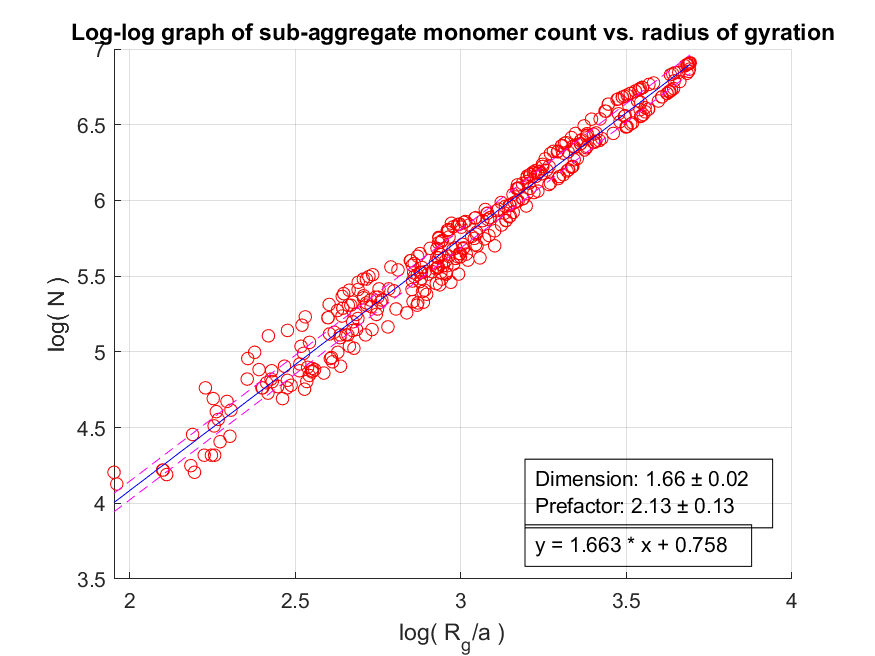 Log-log graph of sub-aggregate monomer count vs. radius of gyration
7
6.5
6
5.5
5
4.5
4
3.5
log( N )
Dimension: 1.66 ± 0.02
Prefactor: 2.13 ± 0.13
y = 1.663 * x + 0.758
2 2.5 3 3.5 4
log( Rg/a )